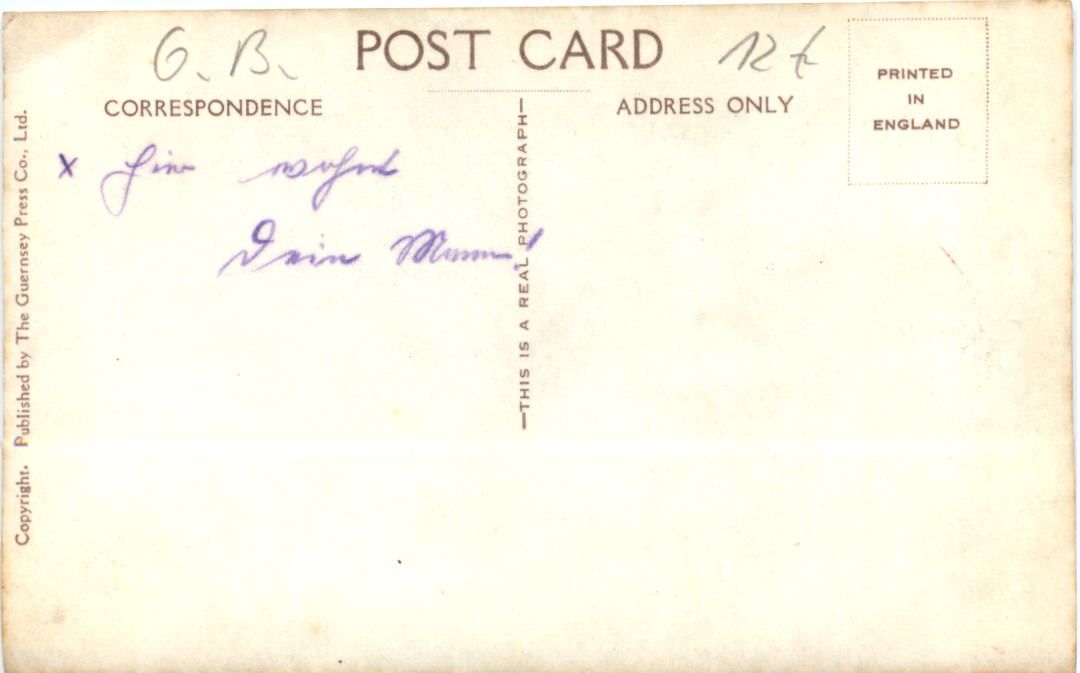 G. B.
POST CARD
12 €
CORRESPONDENCE
ADDRESS ONLY
PRINTED
IN
ENGLAND
x hier wohnt
Dein Mann!
—THIS IS A REAL PHOTOGRAPH—
Copyright. Published by The Guernsey Press Co., Ltd.